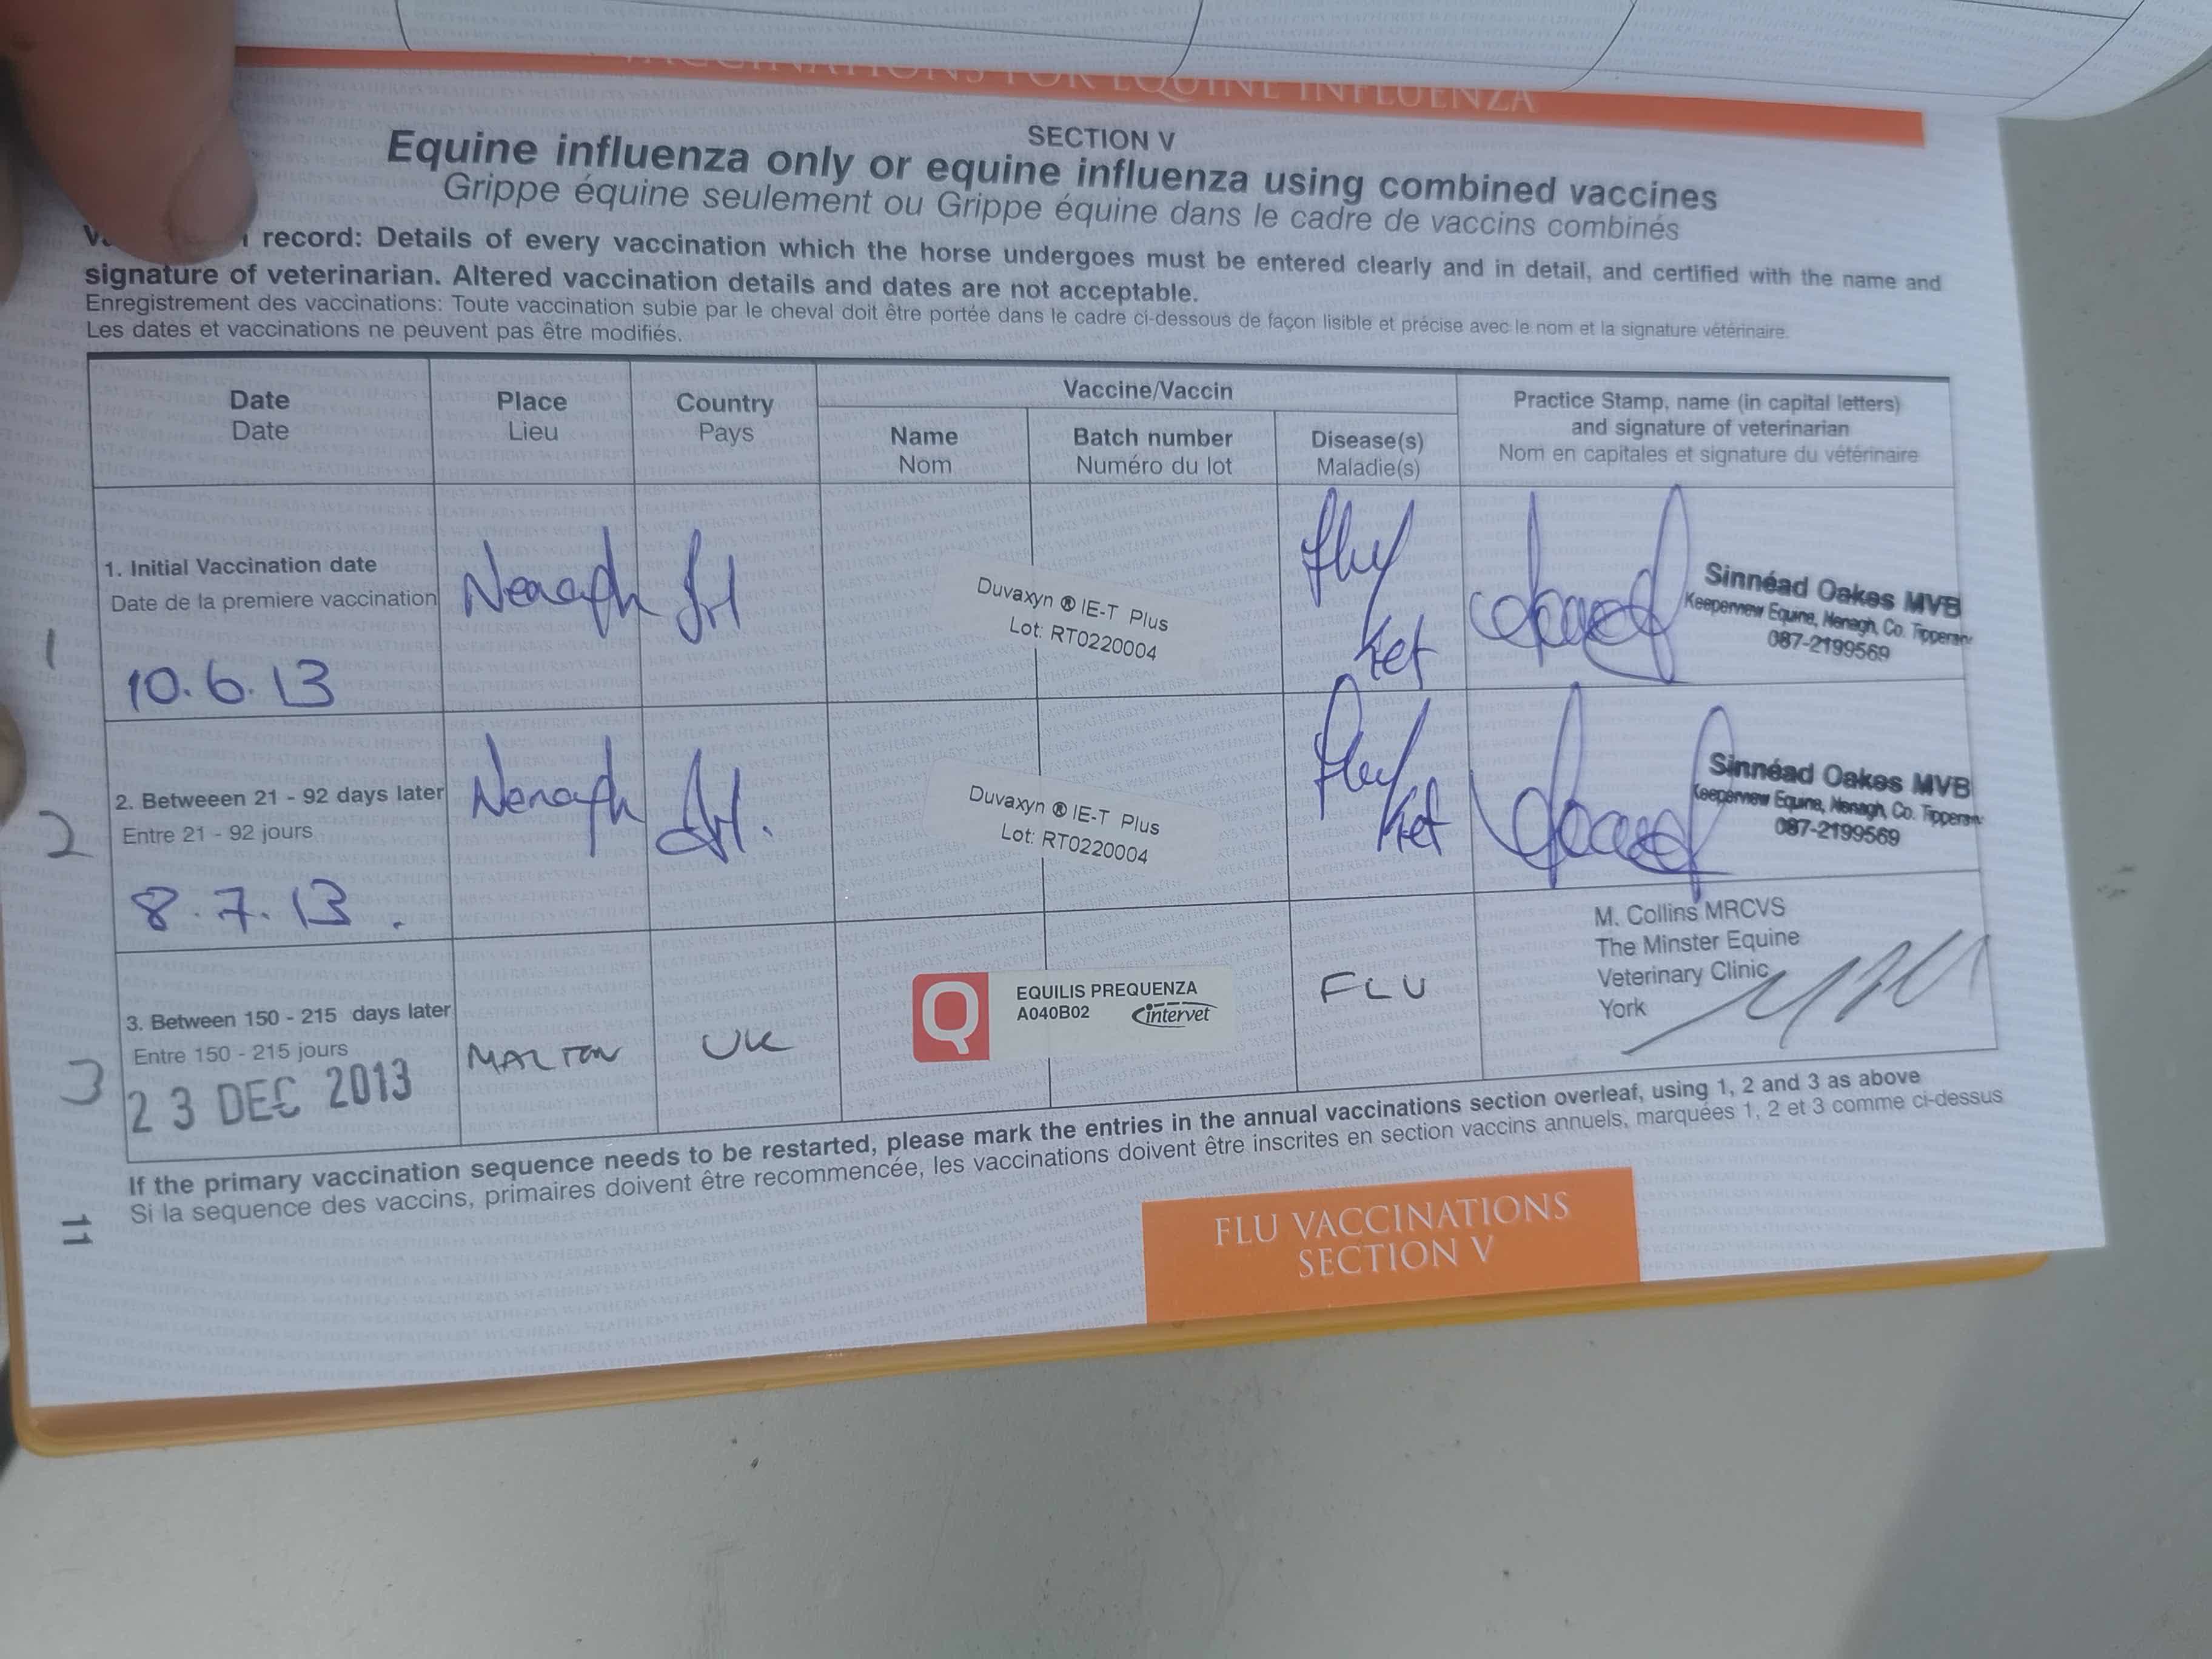 VACCINATIONS FOR EQUINE INFLUENZA
SECTION V
Equine influenza only or equine influenza using combined vaccines
Grippe équine seulement ou Grippe équine dans le cadre de vaccins combinés
record: Details of every vaccination which the horse undergoes must be entered clearly and in detail, and certified with the name and
signature of veterinarian. Altered vaccination details and dates are not acceptable.
Enregistrement des vaccinations: Toute vaccination subie par le cheval doit être portée dans le cadre ci-dessous de façon lisible et précise avec le nom et la signature vétérinaire.
Les dates et vaccinations ne peuvent pas être modifiés.
Date
Date
Place
Lieu
Country
Pays
Vaccine/Vaccin
Name
Nom
Batch number
Numéro du lot
Disease(s)
Maladie(s)
Practice Stamp, name (in capital letters)
and signature of veterinarian
Nom en capitales et signature du vétérinaire
1
1. Initial Vaccination date
Date de la premiere vaccination
10.6.13
Nenagh
Duvaxyn ® IE-T Plus
Lot: RT0220004
flu/
tet
Sinnéad Oakes MVB
Keeperview Equine, Nenagh, Co. Tipperary
087-2199569
2
2. Betweeen 21 - 92 days later
Entre 21 - 92 jours
8.7.13.
Nenagh
Duvaxyn ® IE-T Plus
Lot: RT0220004
flu/
tet
Sinnéad Oakes MVB
Keeperview Equine, Nenagh, Co. Tipperary
087-2199569
3
3. Between 150 - 215 days later
Entre 150 - 215 jours
23 DEC 2013
MALTON
UK
Q
EQUILIS PREQUENZA
A040B02
intervet
FLU
M. Collins MRCVS
The Minster Equine
Veterinary Clinic
York
If the primary vaccination sequence needs to be restarted, please mark the entries in the annual vaccinations section overleaf, using 1, 2 and 3 as above
Si la sequence des vaccins, primaires doivent être recommencée, les vaccinations doivent être inscrites en section vaccins annuels, marquées 1, 2 et 3 comme ci-dessus
11
FLU VACCINATIONS
SECTION V